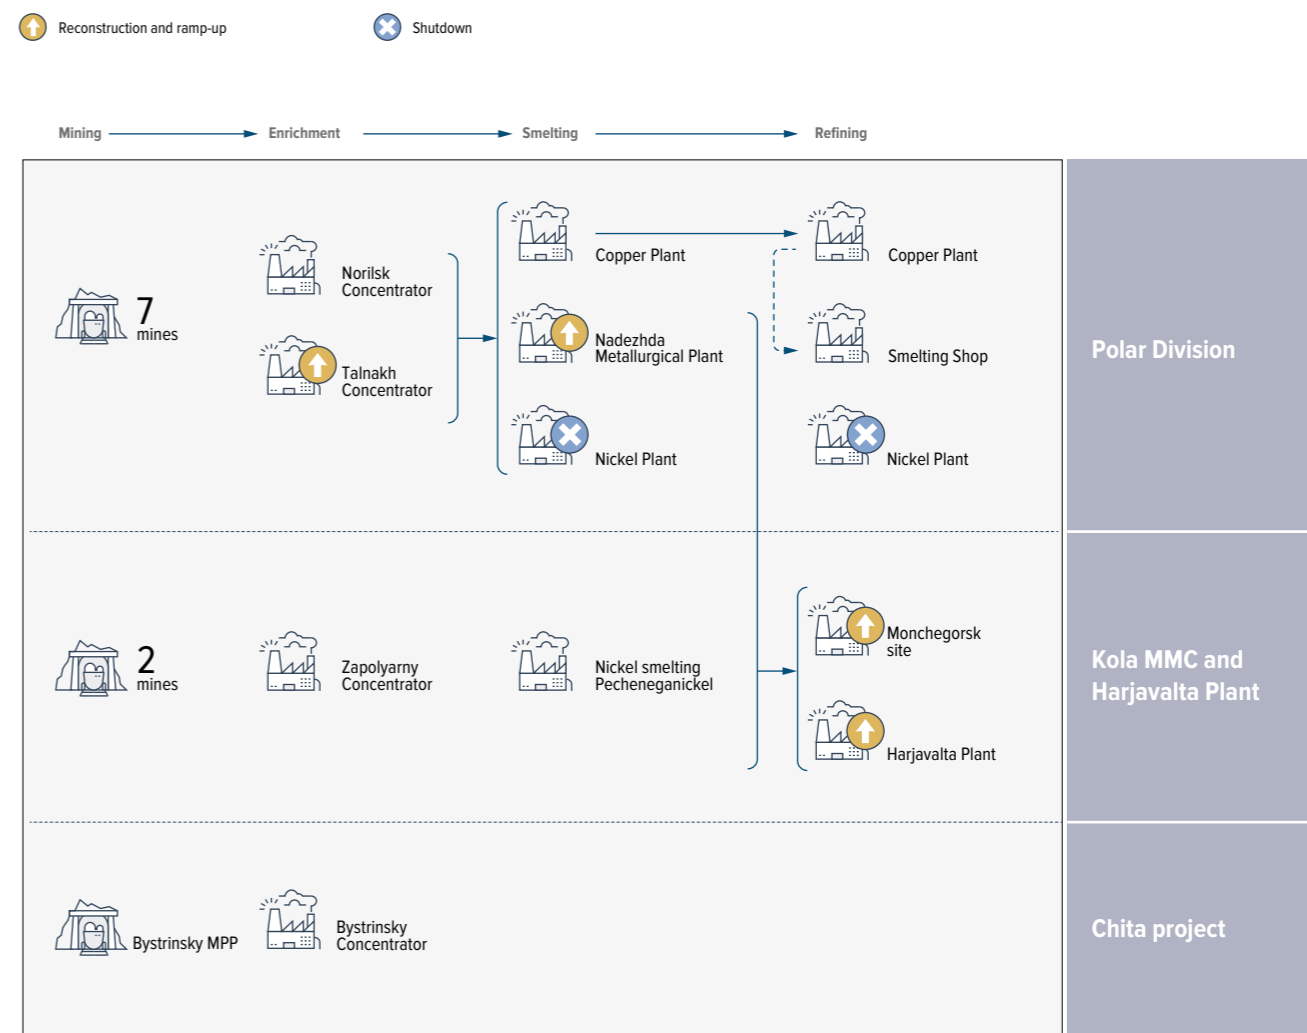 Reconstruction and ramp-up
Shutdown
Mining
Enrichment
Smelting
Refining
7
mines
Norilsk
Concentrator
Talnakh
Concentrator
Copper Plant
Nadezhda
Metallurgical Plant
Nickel Plant
Copper Plant
Smelting Shop
Nickel Plant
Polar Division
2
mines
Zapolyarny
Concentrator
Nickel smelting
Pecheneganickel
Monchegorsk
site
Harjavalta Plant
Kola MMC and
Harjavalta Plant
Bystrinsky MPP
Bystrinsky
Concentrator
Chita project